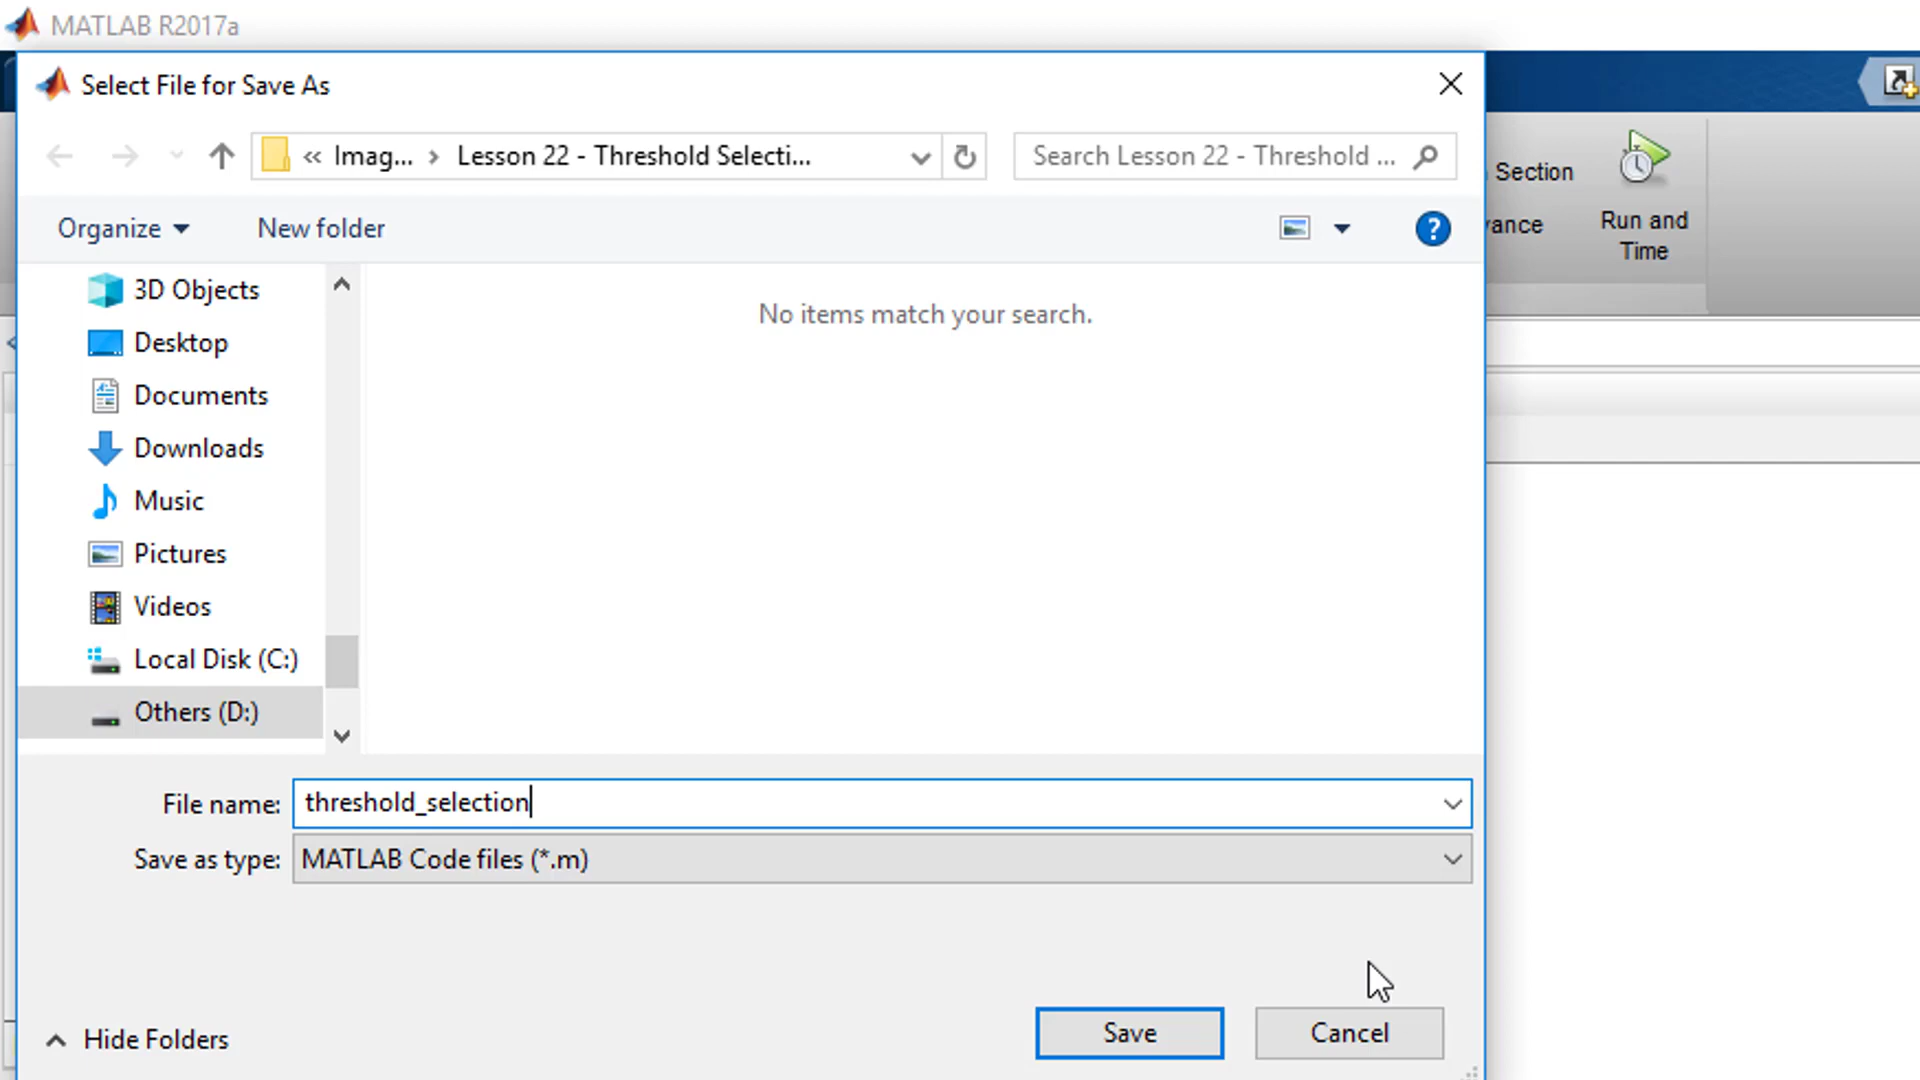 MATLAB R2017a
Select File for Save As
« Imag... › Lesson 22 - Threshold Selecti...
Search Lesson 22 - Threshold ...
Organize
New folder
Section
Run and
Time
3D Objects
Desktop
Documents
Downloads
Music
Pictures
Videos
Local Disk (C:)
Others (D:)
No items match your search.
File name: threshold_selection
Save as type: MATLAB Code files (*.m)
Hide Folders
Save
Cancel